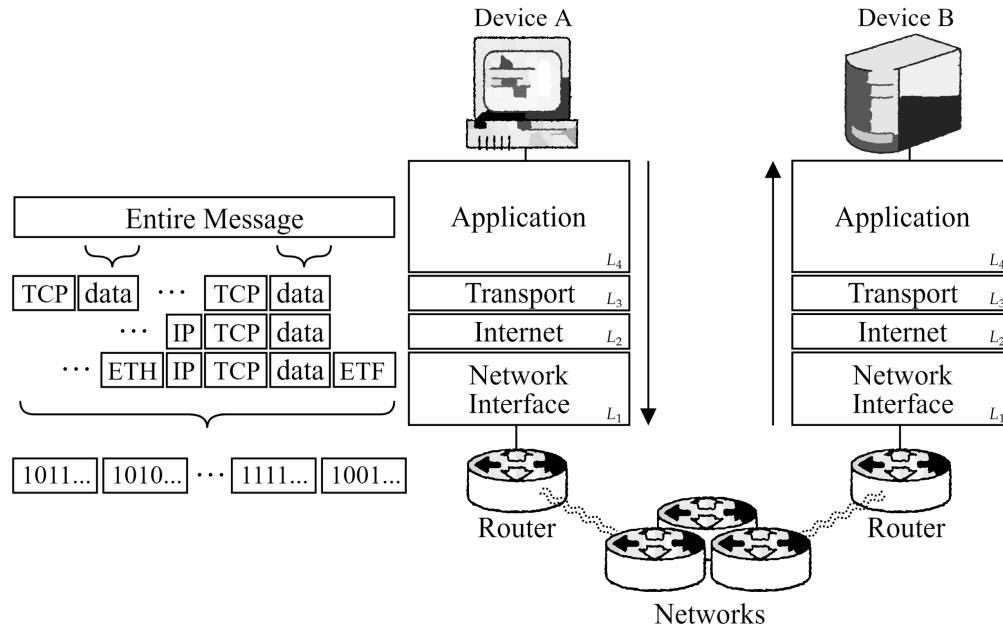 Device A
Device B
Entire Message
TCP data ··· TCP data
··· IP TCP data
··· ETH IP TCP data ETF
1011... 1010... ··· 1111... 1001...
Application
L4
Transport L3
Internet L2
Network
Interface L1
Router
Application
L4
Transport L3
Internet L2
Network
Interface L1
Router
Networks